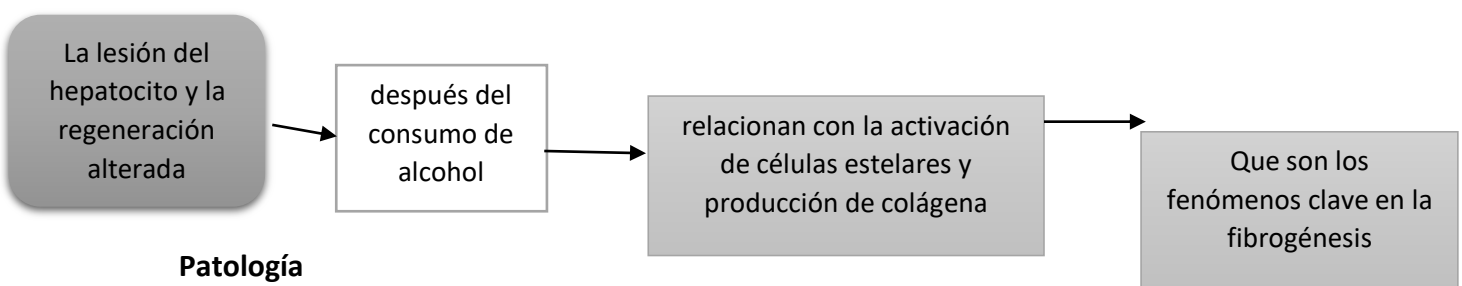 La lesión del
hepatocito y la
regeneración
alterada
después del
consumo de
alcohol
relacionan con la activación
de células estelares y
producción de colágena
Que son los
fenómenos clave en la
fibrogénesis
Patología